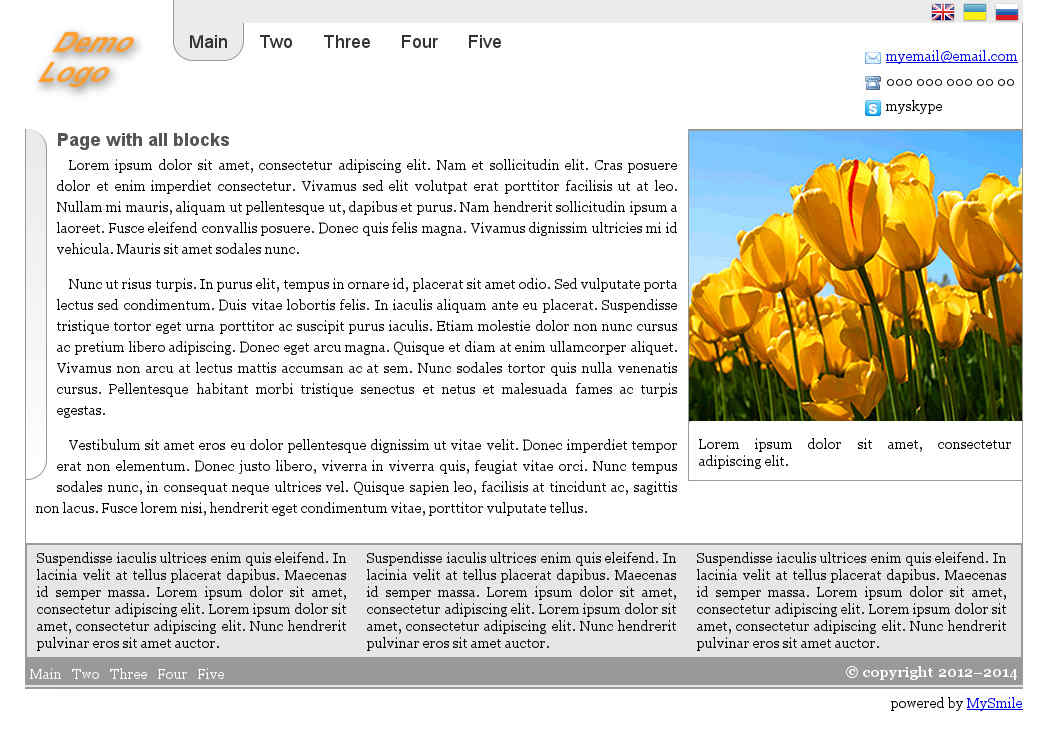 Demo
Logo
Main Two Three Four Five
myemail@email.com
ooo ooo ooo oo oo
myskype
Page with all blocks
Lorem ipsum dolor sit amet, consectetur adipiscing elit. Nam et sollicitudin elit. Cras posuere
dolor et enim imperdiet consectetur. Vivamus sed elit volutpat erat porttitor facilisis ut at leo.
Nullam mi mauris, aliquam ut pellentesque ut, dapibus et purus. Nam hendrerit sollicitudin ipsum a
laoreet. Fusce eleifend convallis posuere. Donec quis felis magna. Vivamus dignissim ultricies mi id
vehicula. Mauris sit amet sodales nunc.
Nunc ut risus turpis. In purus elit, tempus in ornare id, placerat sit amet odio. Sed vulputate porta
lectus sed condimentum. Duis vitae lobortis felis. In iaculis aliquam ante eu placerat. Suspendisse
tristique tortor eget urna porttitor ac suscipit purus iaculis. Etiam molestie dolor non nunc cursus
ac pretium libero adipiscing. Donec eget arcu magna. Quisque et diam at enim ullamcorper aliquet.
Vivamus non arcu at lectus mattis accumsan ac at sem. Nunc sodales tortor quis nulla venenatis
cursus. Pellentesque habitant morbi tristique senectus et netus et malesuada fames ac turpis
egestas.
Vestibulum sit amet eros eu dolor pellentesque dignissim ut vitae velit. Donec imperdiet tempor
erat non elementum. Donec justo libero, viverra in viverra quis, feugiat vitae orci. Nunc tempus
sodales nunc, in consequat neque ultrices vel. Quisque sapien leo, facilisis at tincidunt ac, sagittis
non lacus. Fusce lorem nisi, hendrerit eget condimentum vitae, porttitor vulputate tellus.
Lorem ipsum dolor sit amet, consectetur
adipiscing elit.
Suspendisse iaculis ultrices enim quis eleifend. In
lacinia velit at tellus placerat dapibus. Maecenas
id semper massa. Lorem ipsum dolor sit amet,
consectetur adipiscing elit. Lorem ipsum dolor sit
amet, consectetur adipiscing elit. Nunc hendrerit
pulvinar eros sit amet auctor.
Suspendisse iaculis ultrices enim quis eleifend. In
lacinia velit at tellus placerat dapibus. Maecenas
id semper massa. Lorem ipsum dolor sit amet,
consectetur adipiscing elit. Lorem ipsum dolor sit
amet, consectetur adipiscing elit. Nunc hendrerit
pulvinar eros sit amet auctor.
Suspendisse iaculis ultrices enim quis eleifend. In
lacinia velit at tellus placerat dapibus. Maecenas
id semper massa. Lorem ipsum dolor sit amet,
consectetur adipiscing elit. Lorem ipsum dolor sit
amet, consectetur adipiscing elit. Nunc hendrerit
pulvinar eros sit amet auctor.
Main Two Three Four Five
© copyright 2012–2014
powered by MySmile